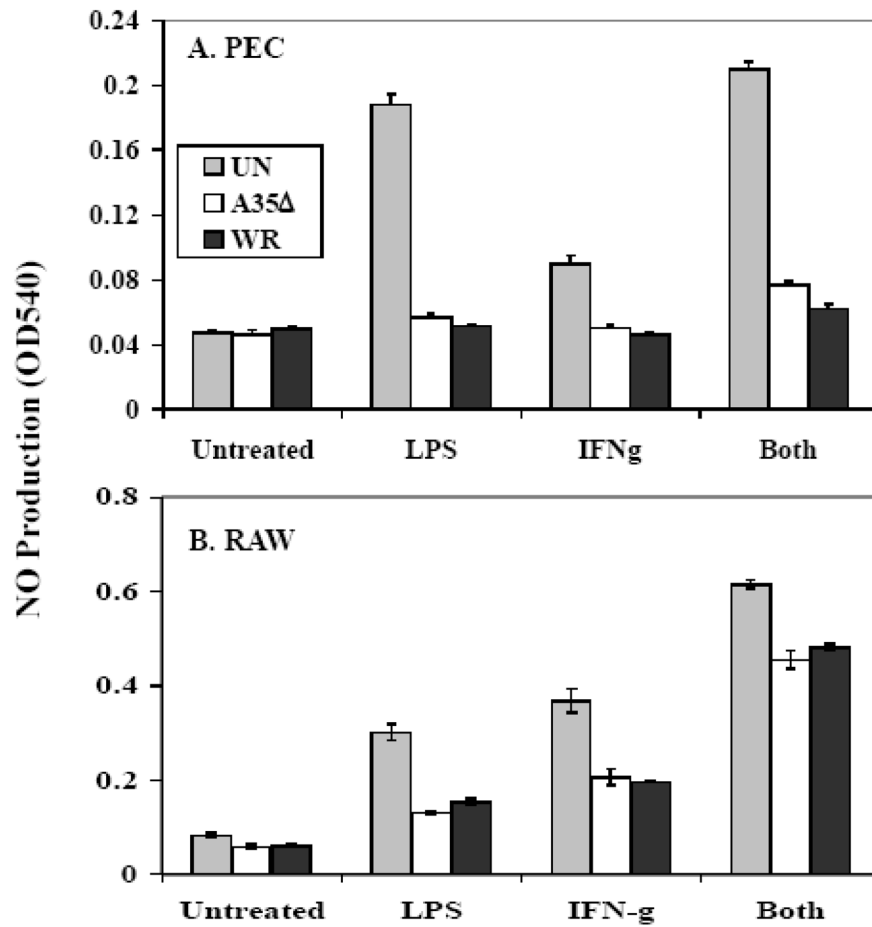 NO Production (OD540)
A. PEC
0.24
0.2
0.16
0.12
0.08
0.04
0
UN
A35Δ
WR
Untreated LPS IFNg Both
B. RAW
0.8
0.6
0.4
0.2
0
Untreated LPS IFN-g Both